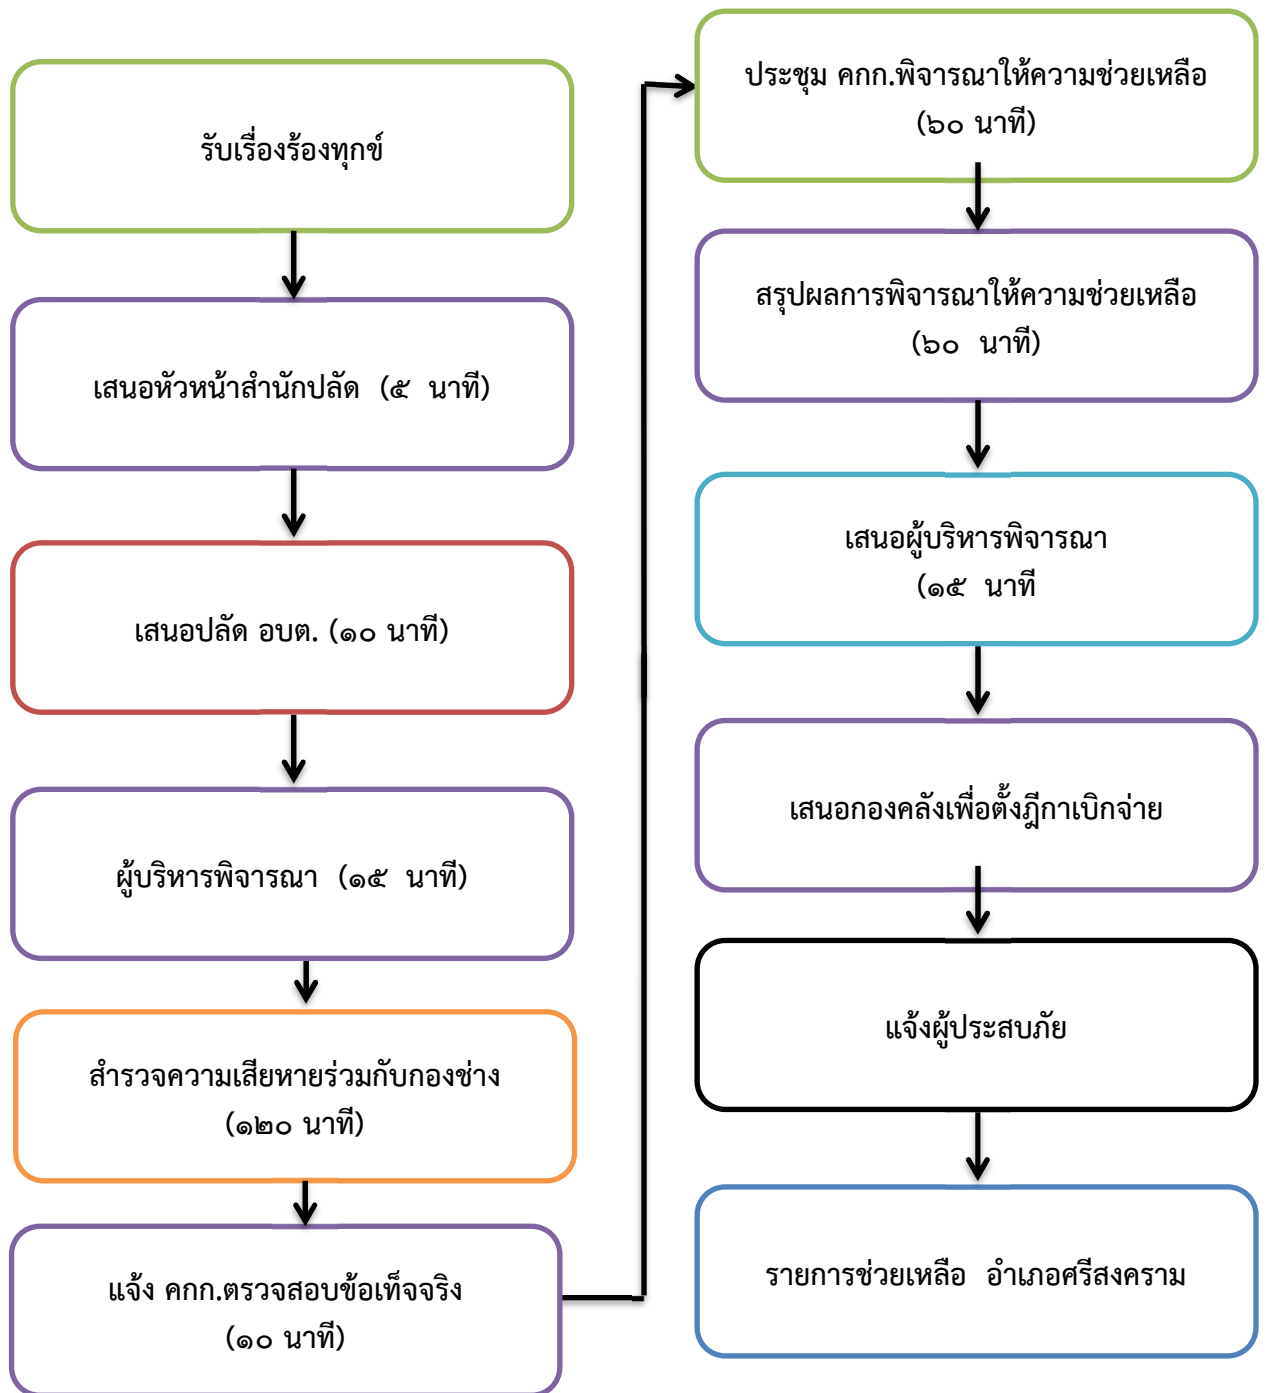 รับเรื่องร้องทุกข์
เสนอหัวหน้าสำนักปลัด (๕ นาที)
เสนอปลัด อบต. (๑๐ นาที)
ผู้บริหารพิจารณา (๑๕ นาที)
สำรวจความเสียหายร่วมกับกองช่าง
(๑๒๐ นาที)
แจ้ง คกก.ตรวจสอบข้อเท็จจริง
(๑๐ นาที)
ประชุม คกก.พิจารณาให้ความช่วยเหลือ
(๖๐ นาที)
สรุปผลการพิจารณาให้ความช่วยเหลือ
(๖๐ นาที)
เสนอผู้บริหารพิจารณา
(๑๕ นาที
เสนอกองคลังเพื่อตั้งฎีกาเบิกจ่าย
แจ้งผู้ประสบภัย
รายการช่วยเหลือ อำเภอศรีสงคราม